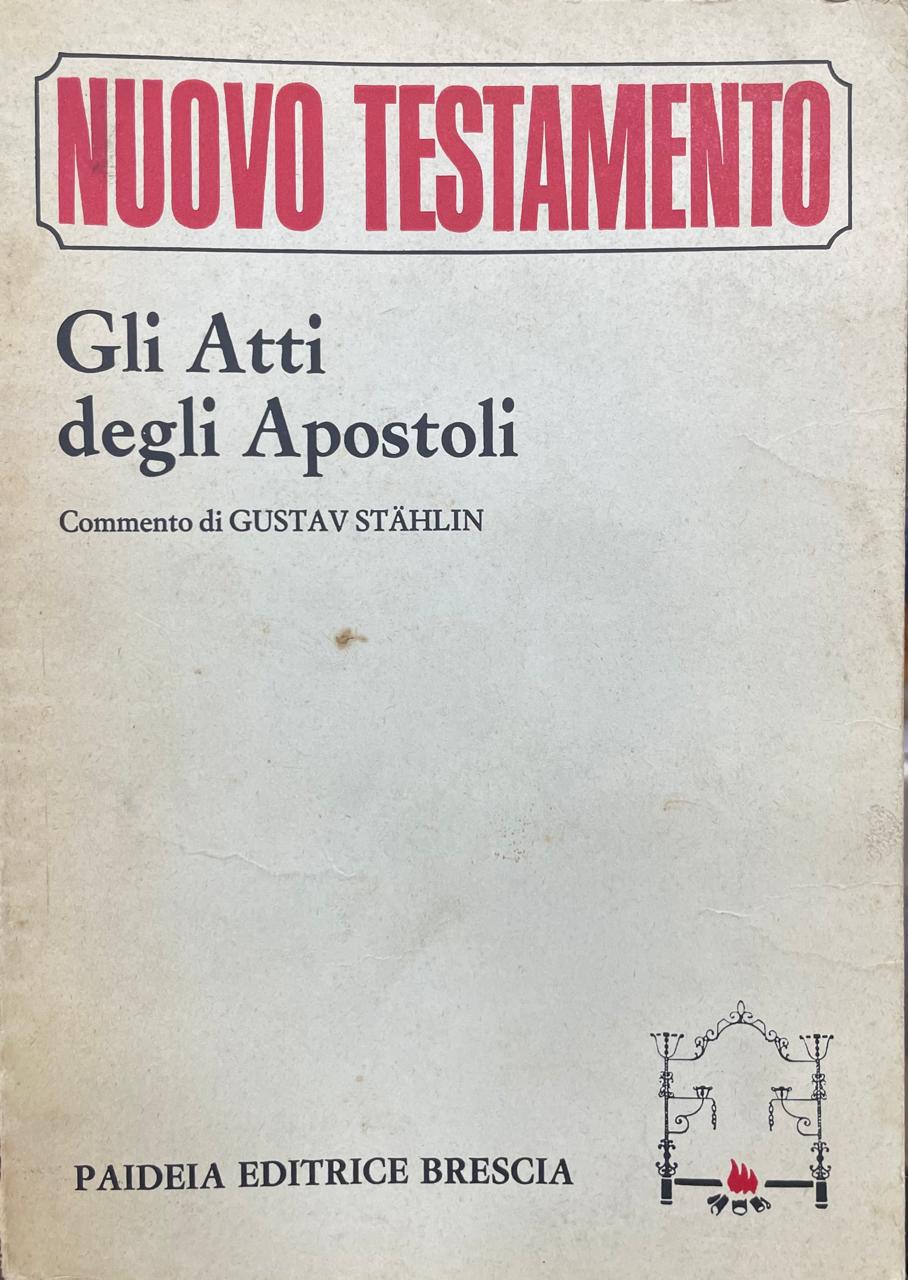 NUOVO TESTAMENTO
Gli Atti
degli Apostoli
Commento di GUSTAV STÄHLIN
PAIDEIA EDITRICE BRESCIA